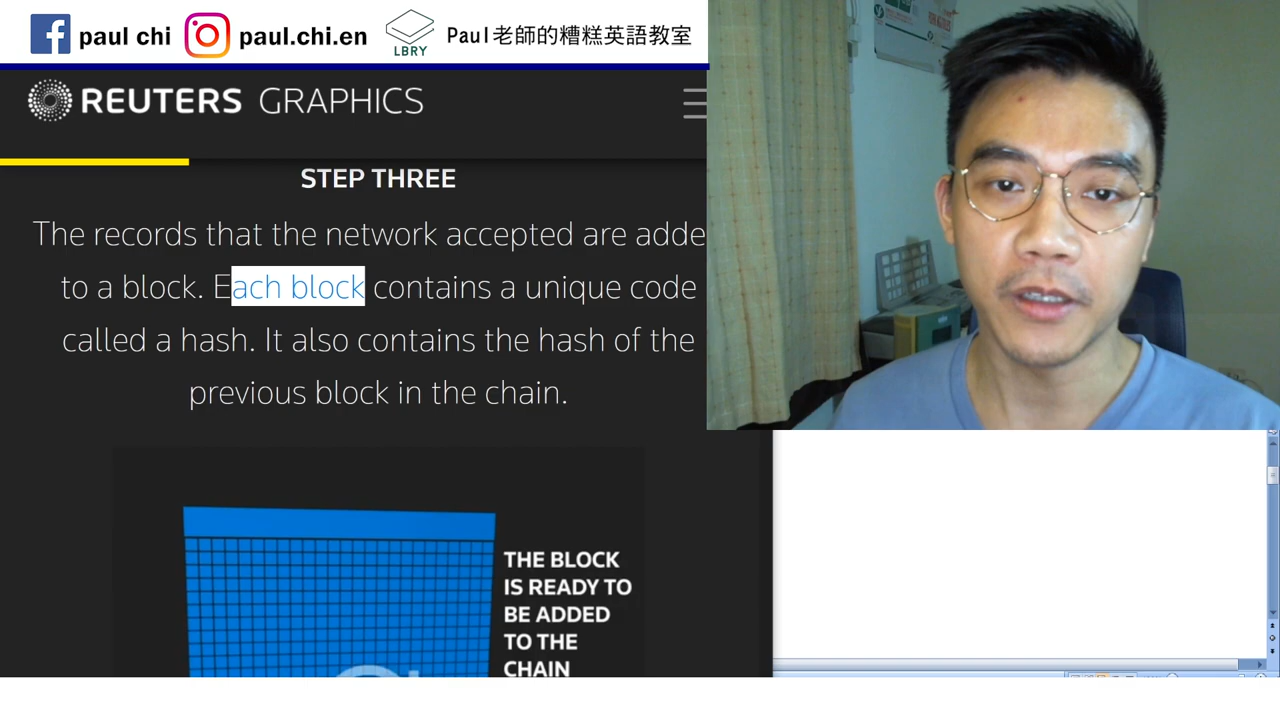 paul chi
paul.chi.en
LBRY
Paul老師的糟糕英語教室
REUTERS GRAPHICS
STEP THREE
The records that the network accepted are adde
to a block. Each block contains a unique code
called a hash. It also contains the hash of the
previous block in the chain.
THE BLOCK
IS READY TO
BE ADDED
TO THE
CHAIN